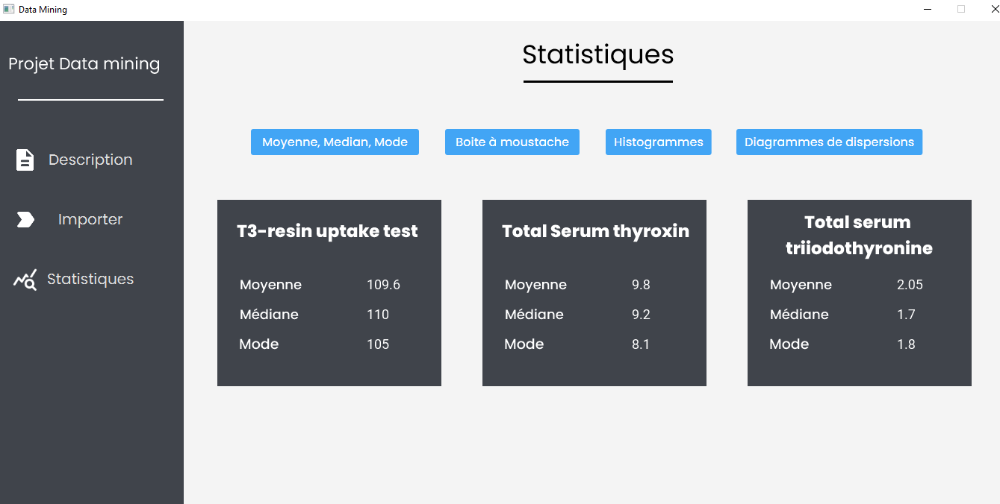 Data Mining
Projet Data mining
Description
Importer
Statistiques
Statistiques
Moyenne, Median, Mode
Boite à moustache
Histogrammes
Diagrammes de dispersions
T3-resin uptake test
Moyenne 109.6
Médiane 110
Mode 105
Total Serum thyroxin
Moyenne 9.8
Médiane 9.2
Mode 8.1
Total serum
triiodothyronine
Moyenne 2.05
Médiane 1.7
Mode 1.8